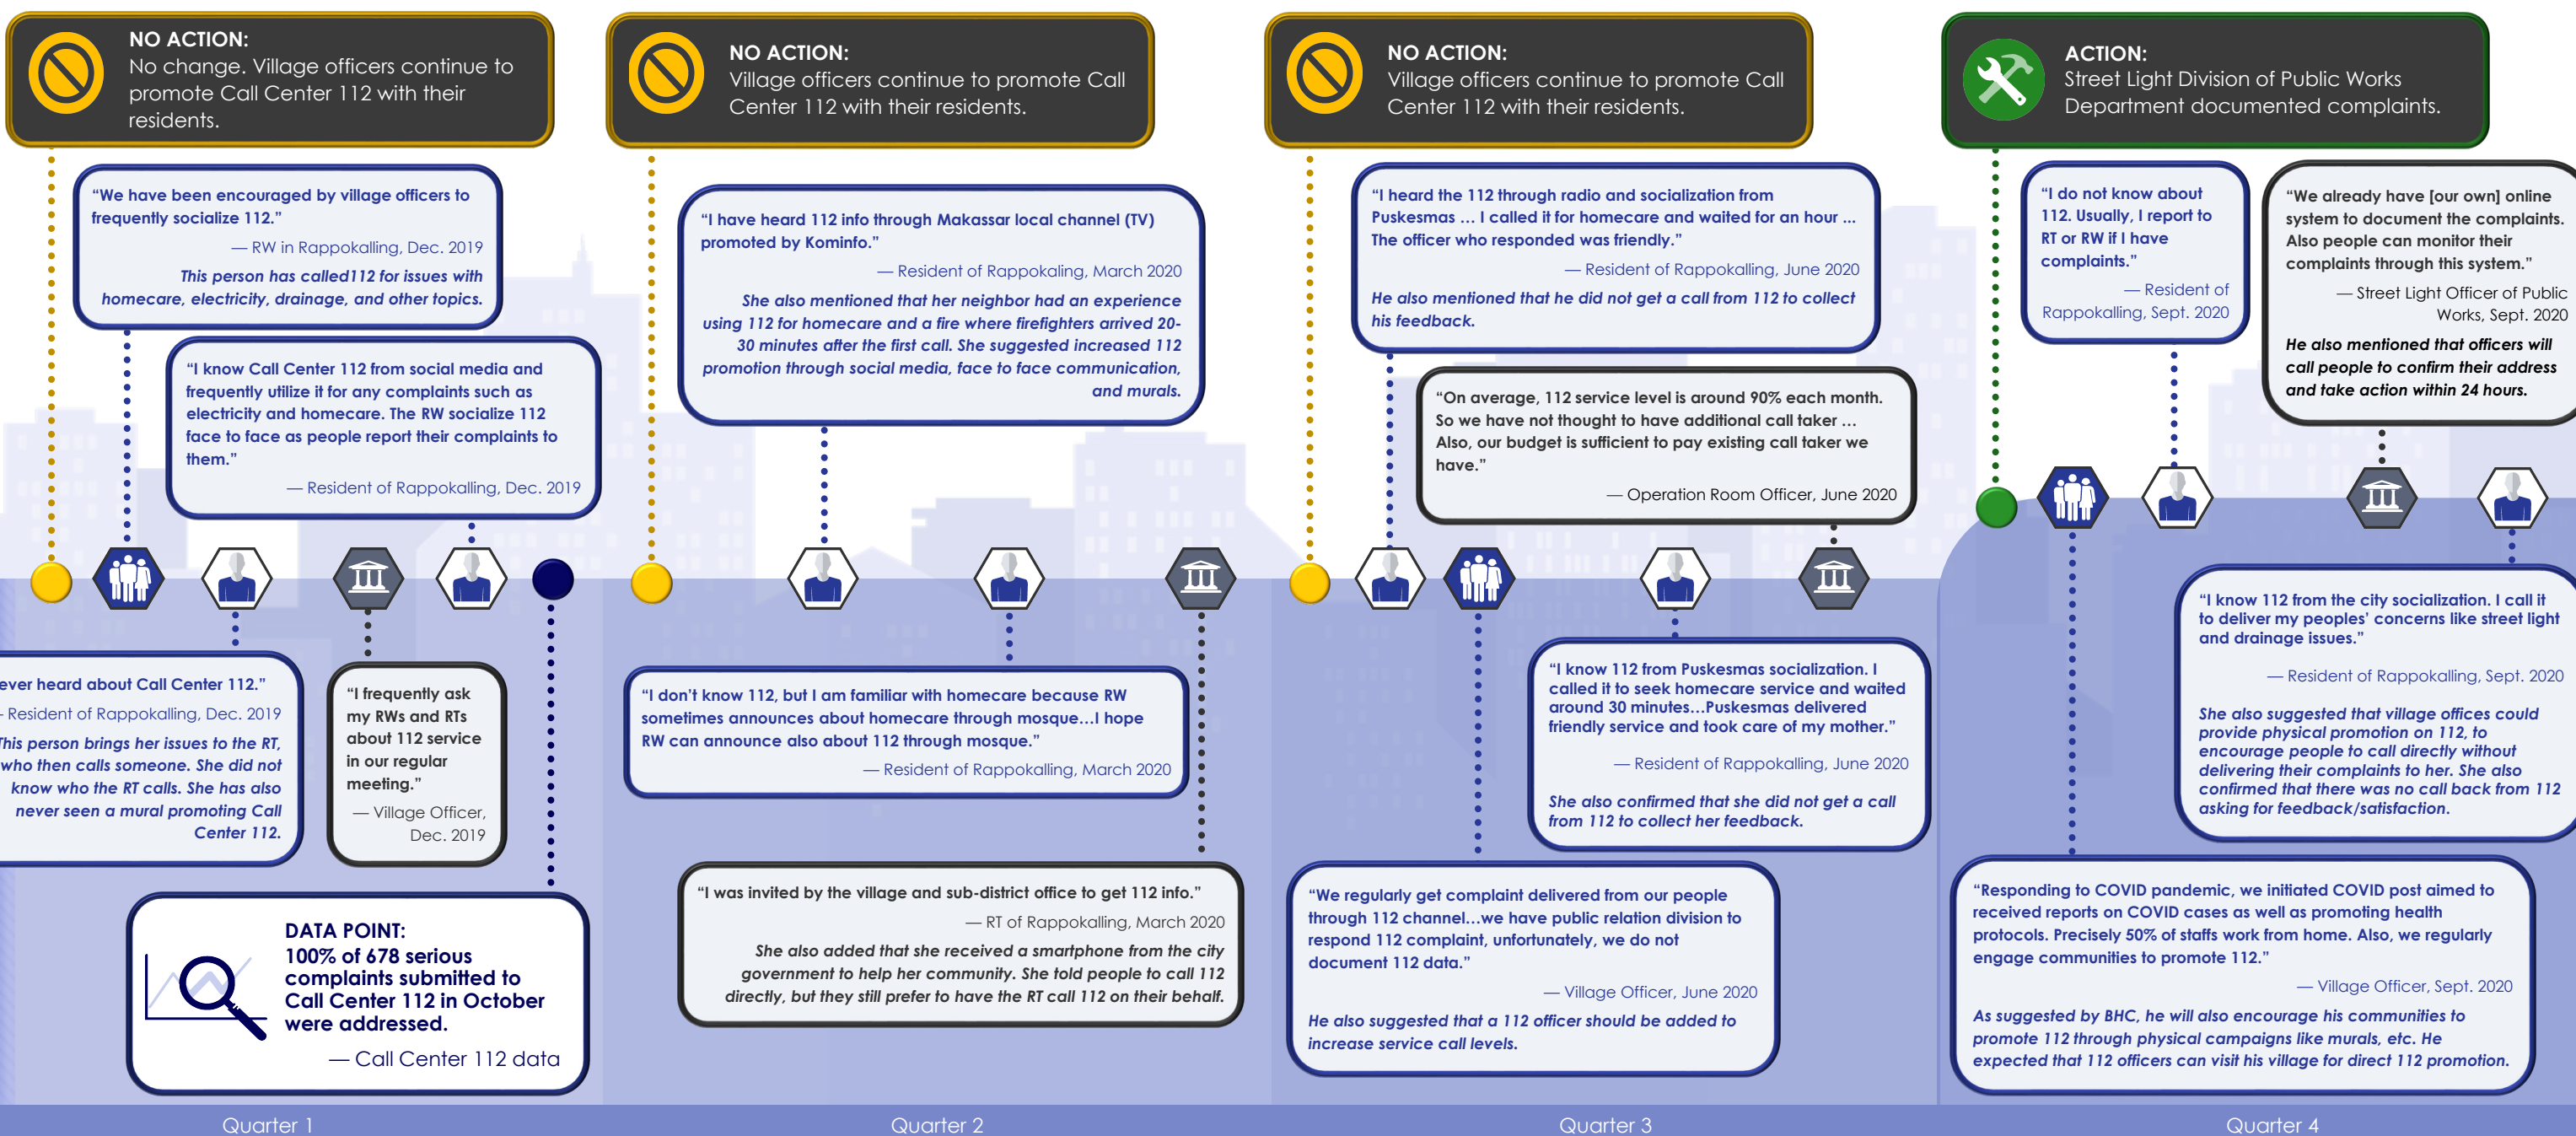 NO ACTION:
No change. Village officers continue to
promote Call Center 112 with their
residents.
“We have been encouraged by village officers to
frequently socialize 112.”
— RW in Rappokalling, Dec. 2019
This person has called112 for issues with
homecare, electricity, drainage, and other topics.
“I know Call Center 112 from social media and
frequently utilize it for any complaints such as
electricity and homecare. The RW socialize 112
face to face as people report their complaints to
them.”
— Resident of Rappokalling, Dec. 2019
ever heard about Call Center 112.”
- Resident of Rappokalling, Dec. 2019
This person brings her issues to the RT,
who then calls someone. She did not
know who the RT calls. She has also
never seen a mural promoting Call
Center 112.
“I frequently ask
my RWs and RTs
about 112 service
in our regular
meeting.”
— Village Officer,
Dec. 2019
DATA POINT:
100% of 678 serious
complaints submitted to
Call Center 112 in October
were addressed.
— Call Center 112 data
Quarter 1
NO ACTION:
Village officers continue to promote Call
Center 112 with their residents.
“I have heard 112 info through Makassar local channel (TV)
promoted by Kominfo.”
— Resident of Rappokaling, March 2020
She also mentioned that her neighbor had an experience
using 112 for homecare and a fire where firefighters arrived 20-
30 minutes after the first call. She suggested increased 112
promotion through social media, face to face communication,
and murals.
“I don’t know 112, but I am familiar with homecare because RW
sometimes announces about homecare through mosque…I hope
RW can announce also about 112 through mosque.”
— Resident of Rappokalling, March 2020
“I was invited by the village and sub-district office to get 112 info.”
— RT of Rappokalling, March 2020
She also added that she received a smartphone from the city
government to help her community. She told people to call 112
directly, but they still prefer to have the RT call 112 on their behalf.
Quarter 2
NO ACTION:
Village officers continue to promote Call
Center 112 with their residents.
“I heard the 112 through radio and socialization from
Puskesmas … I called it for homecare and waited for an hour ...
The officer who responded was friendly.”
— Resident of Rappokalling, June 2020
He also mentioned that he did not get a call from 112 to collect
his feedback.
“On average, 112 service level is around 90% each month.
So we have not thought to have additional call taker …
Also, our budget is sufficient to pay existing call taker we
have.”
— Operation Room Officer, June 2020
“I know 112 from Puskesmas socialization. I
called it to seek homecare service and waited
around 30 minutes…Puskesmas delivered
friendly service and took care of my mother.”
— Resident of Rappokalling, June 2020
She also confirmed that she did not get a call
from 112 to collect her feedback.
“We regularly get complaint delivered from our people
through 112 channel…we have public relation division to
respond 112 complaint, unfortunately, we do not
document 112 data.”
— Village Officer, June 2020
He also suggested that a 112 officer should be added to
increase service call levels.
Quarter 3
ACTION:
Street Light Division of Public Works
Department documented complaints.
“I do not know about
112. Usually, I report to
RT or RW if I have
complaints.”
— Resident of
Rappokalling, Sept. 2020
“We already have [our own] online
system to document the complaints.
Also people can monitor their
complaints through this system.”
— Street Light Officer of Public
Works, Sept. 2020
He also mentioned that officers will
call people to confirm their address
and take action within 24 hours.
“I know 112 from the city socialization. I call it
to deliver my peoples’ concerns like street light
and drainage issues.”
— Resident of Rappokalling, Sept. 2020
She also suggested that village offices could
provide physical promotion on 112, to
encourage people to call directly without
delivering their complaints to her. She also
confirmed that there was no call back from 112
asking for feedback/satisfaction.
“Responding to COVID pandemic, we initiated COVID post aimed to
received reports on COVID cases as well as promoting health
protocols. Precisely 50% of staffs work from home. Also, we regularly
engage communities to promote 112.”
— Village Officer, Sept. 2020
As suggested by BHC, he will also encourage his communities to
promote 112 through physical campaigns like murals, etc. He
expected that 112 officers can visit his village for direct 112 promotion.
Quarter 4